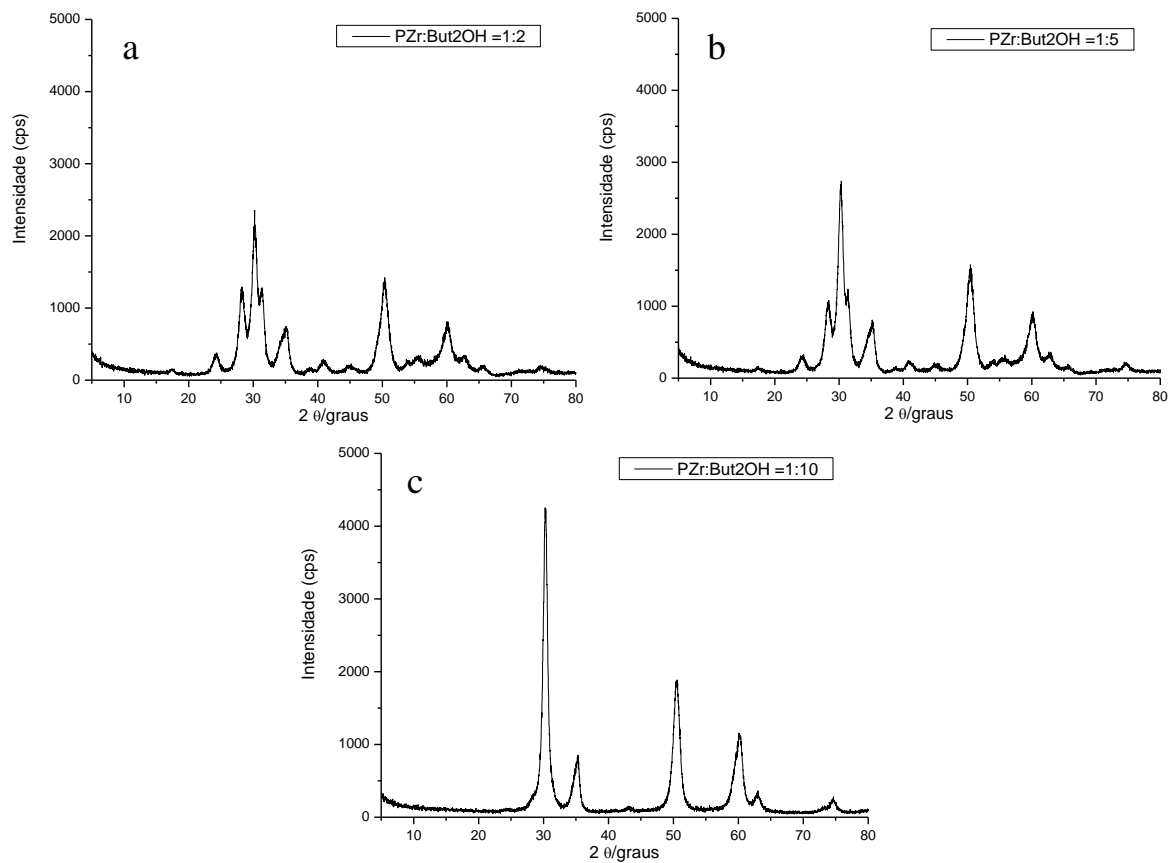 a
PZr:But2OH =1:2
5000
4000
3000
2000
1000
0
Intensidade (cps)
10 20 30 40 50 60 70 80
2 θ/graus
b
PZr:But2OH =1:5
5000
4000
3000
2000
1000
0
Intensidade (cps)
10 20 30 40 50 60 70 80
2 θ/graus
c
PZr:But2OH =1:10
5000
4000
3000
2000
1000
0
Intensidade (cps)
10 20 30 40 50 60 70 80
2 θ/graus